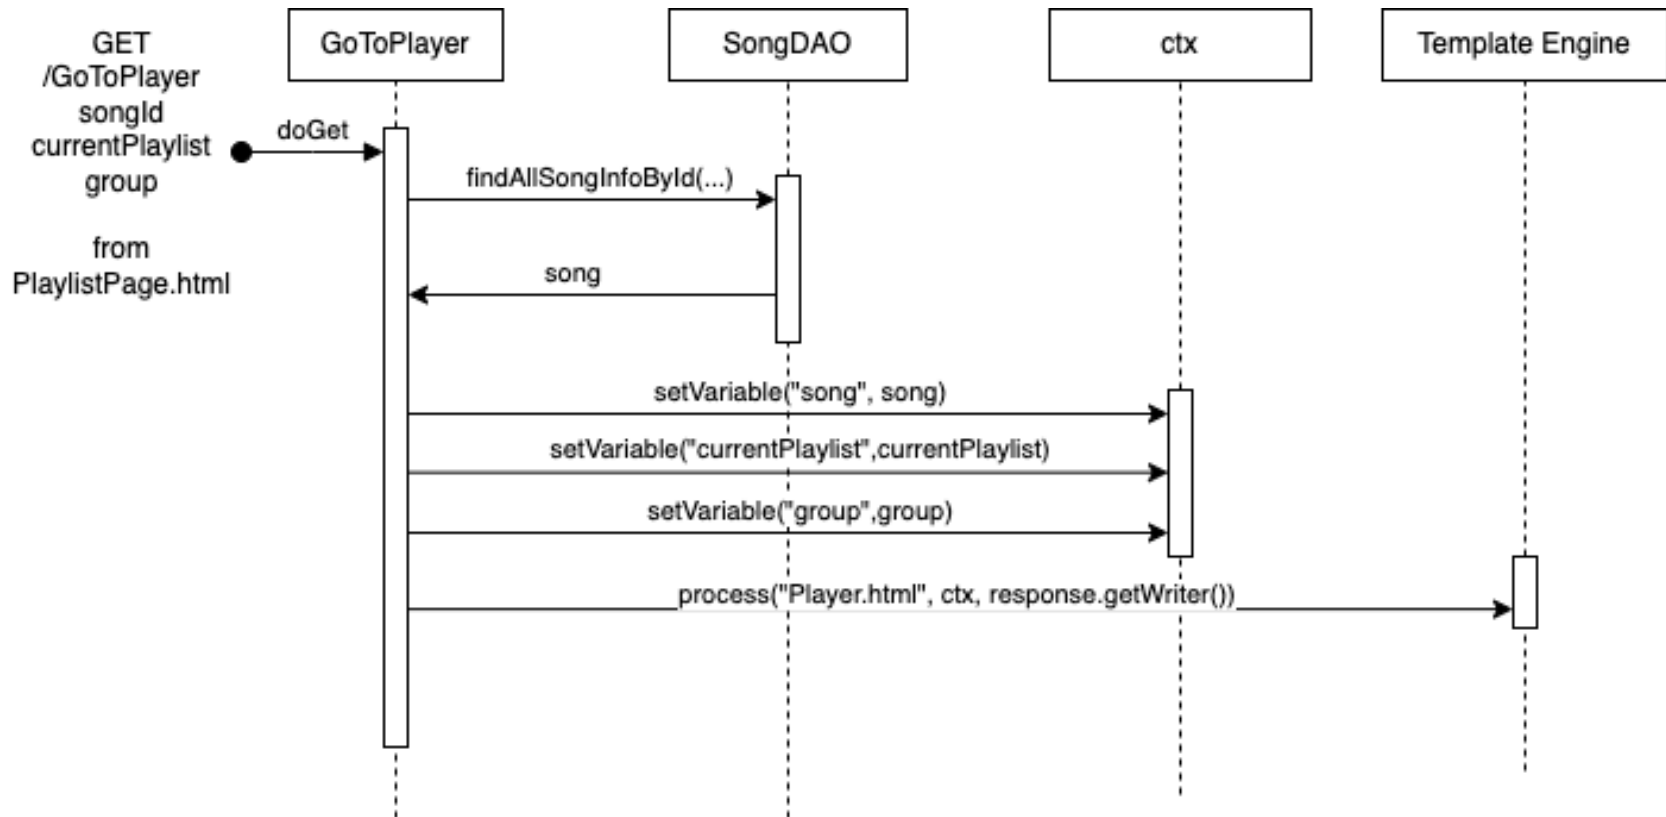 GET
/GoToPlayer
songId
currentPlaylist
group
from
PlaylistPage.html
GoToPlayer
SongDAO
ctx
Template Engine
doGet
findAllSongInfoById(...)
song
setVariable("song", song)
setVariable("currentPlaylist",currentPlaylist)
setVariable("group",group)
process("Player.html", ctx, response.getWriter())